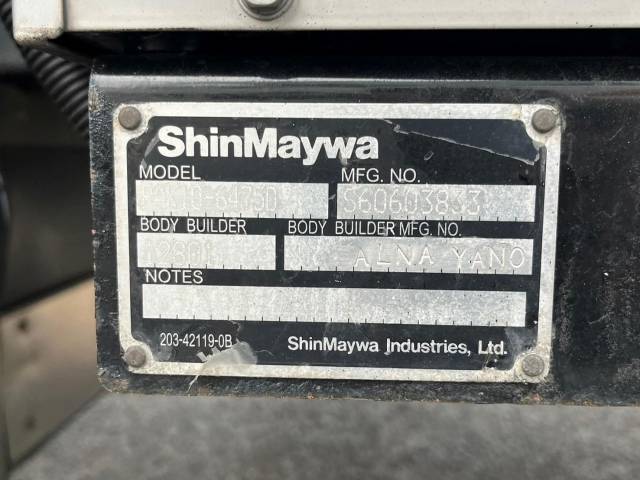 ShinMaywa
MODEL
MFG. NO.
S60603833
BODY BUILDER
BODY BUILDER MFG. NO.
ALNA YANO
NOTES
203-42119-0B
ShinMaywa Industries, Ltd.